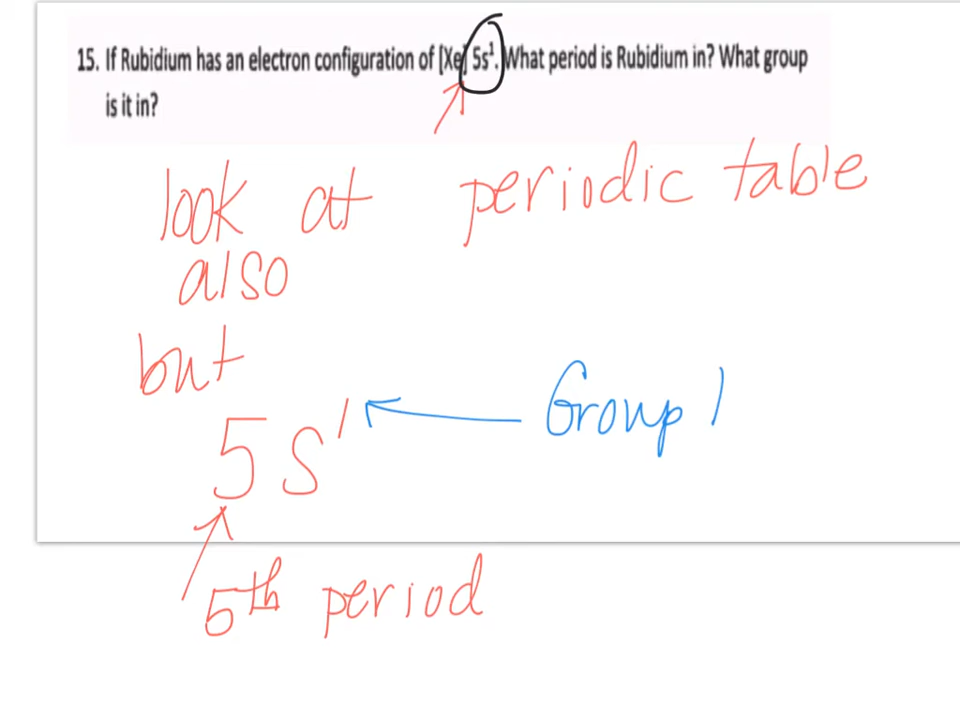 15. If Rubidium has an electron configuration of [Xe] 5s¹. What period is Rubidium in? What group
is it in?
look at periodic table
also
but
5s¹ Group 1
5th period